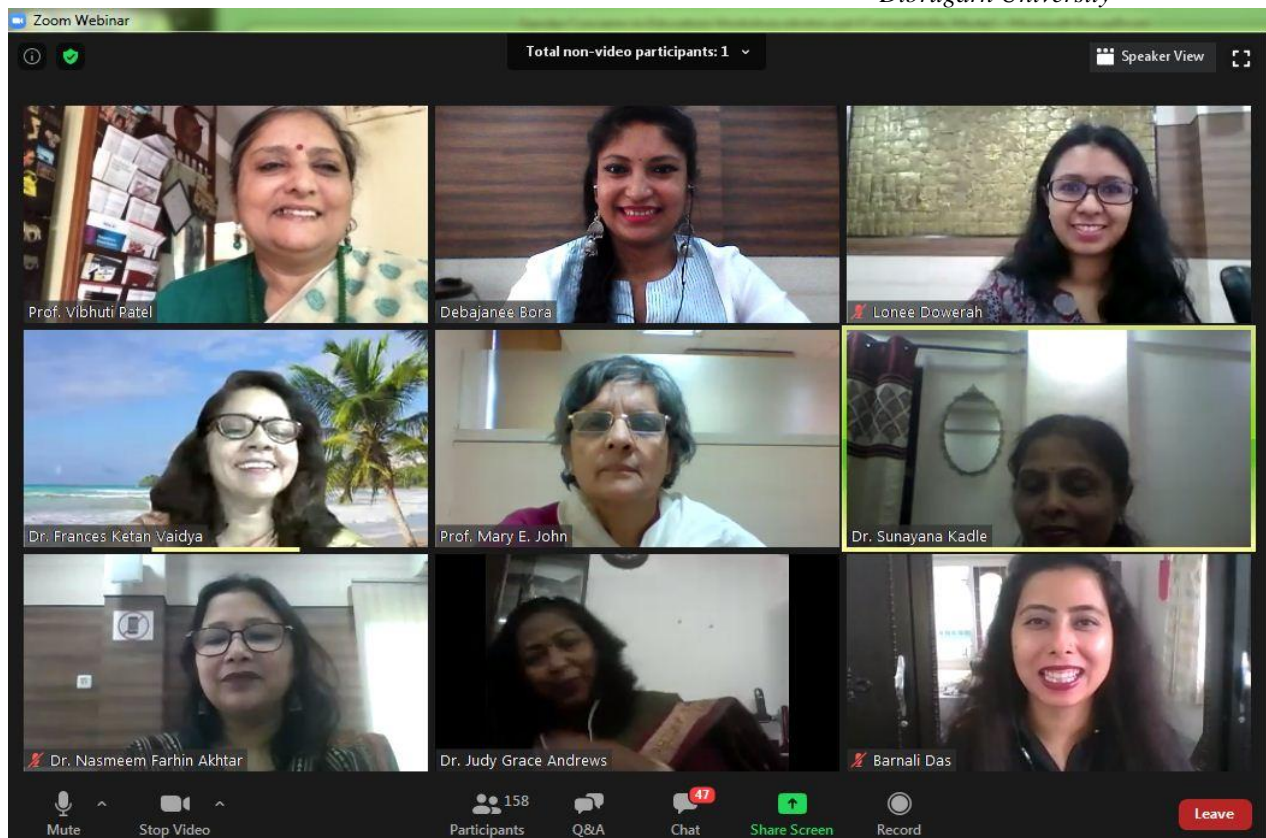 Dibrugarh University
Zoom Webinar
Total non-video participants: 1
Speaker View
Prof. Vibhuti Patel
Debajanee Bora
Lonee Dowerah
Dr. Frances Ketan Vaidya
Prof. Mary E. John
Dr. Sunayana Kadle
Dr. Nasmeem Farhin Akhtar
Dr. Judy Grace Andrews
Barnali Das
Mute
Stop Video
158
Participants
Q&A
47
Chat
Share Screen
Record
Leave